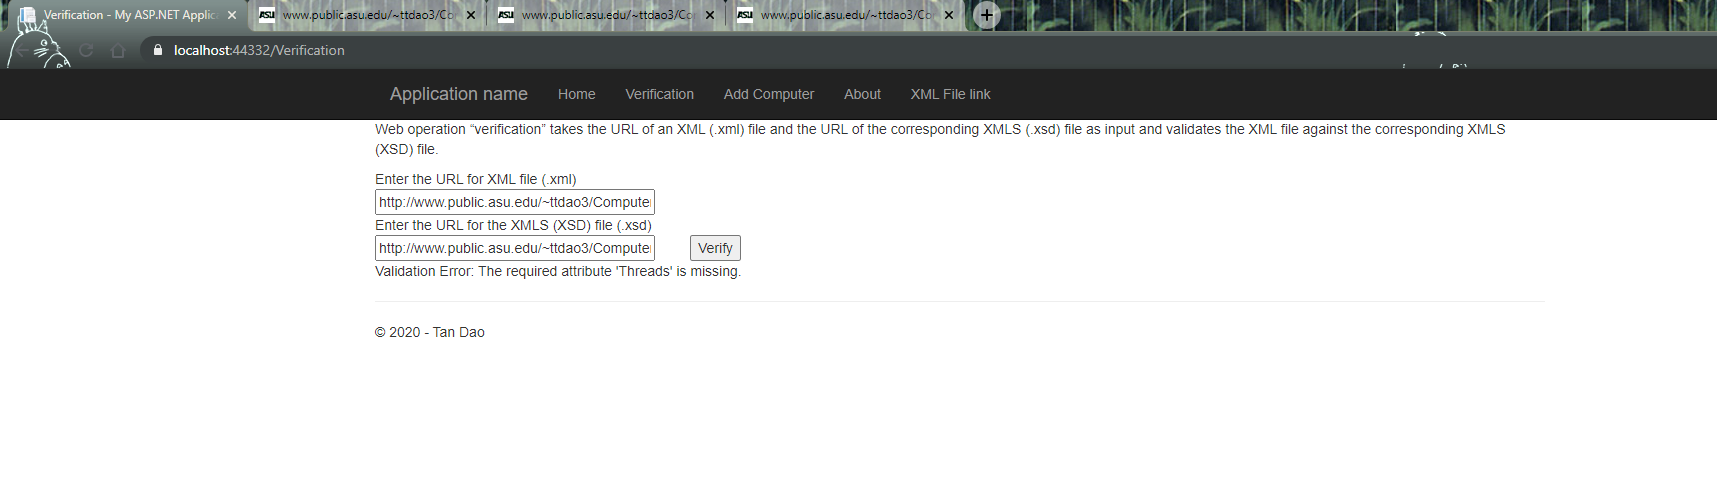 Verification - My ASP.NET Applic
www.public.asu.edu/~ttdao3/Co
www.public.asu.edu/~ttdao3/Co
www.public.asu.edu/~ttdao3/Co
localhost:44332/Verification
Application name Home Verification Add Computer About XML File link
Web operation “verification” takes the URL of an XML (.xml) file and the URL of the corresponding XMLS (.xsd) file as input and validates the XML file against the corresponding XMLS
(XSD) file.
Enter the URL for XML file (.xml)
http://www.public.asu.edu/~ttdao3/Compute
Enter the URL for the XMLS (XSD) file (.xsd)
http://www.public.asu.edu/~ttdao3/Compute Verify
Validation Error: The required attribute 'Threads' is missing.
© 2020 - Tan Dao